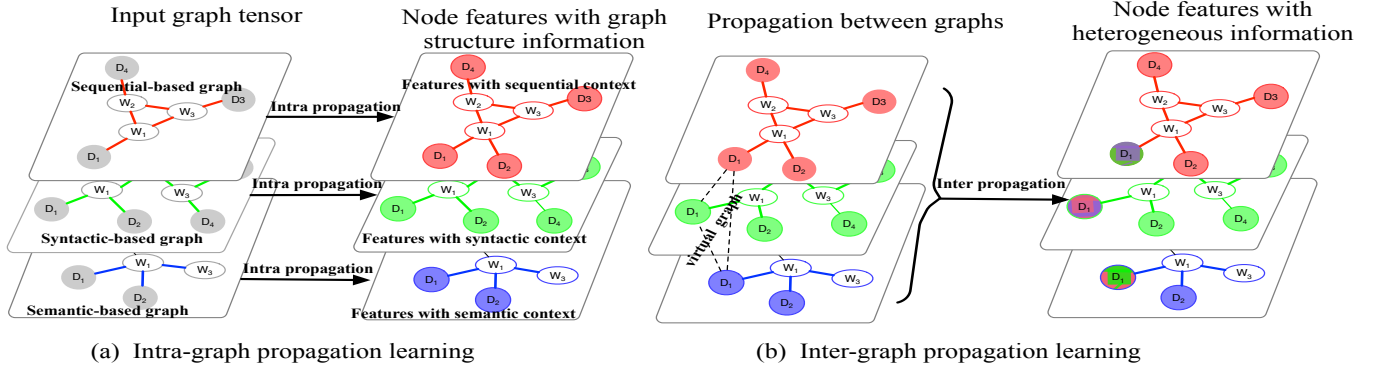 Input graph tensor
Node features with graph
structure information
Propagation between graphs
Node features with
heterogeneous information
D4
Sequential-based graph
W2
W3
D3
W1
D1
Intra propagation
D4
Features with sequential context
W2
W3
D3
W1
D1
D2
D4
W2
W3
D3
W1
D1
D2
D4
W2
W3
D3
W1
D1
D2
W1
W3
D1
D2
D4
Syntactic-based graph
Intra propagation
W1
W3
D1
D2
D4
Features with syntactic context
W1
W3
D1
D2
D4
virtual graph
Inter propagation
W1
W3
D1
D2
D4
W1
W3
D1
D2
Semantic-based graph
Intra propagation
W1
W3
D1
D2
Features with semantic context
W1
W3
D1
D2
W1
W3
D1
D2
(a) Intra-graph propagation learning
(b) Inter-graph propagation learning